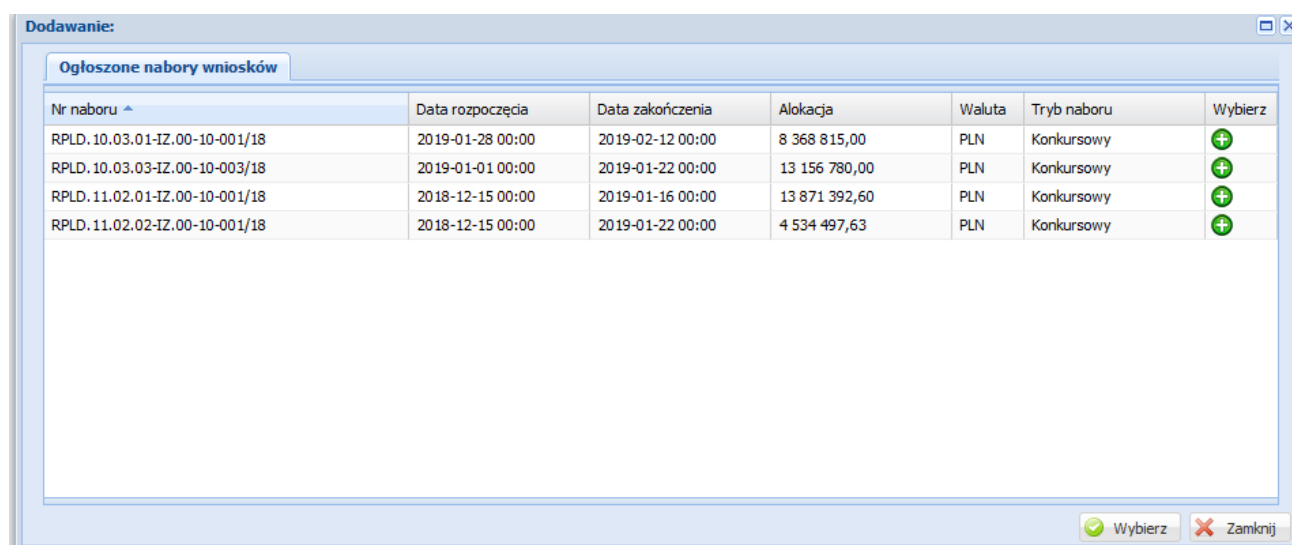 Dodawanie:
Ogłoszone nabory wniosków
Nr naboru Data rozpoczęcia Data zakończenia Alokacja Waluta Tryb naboru Wybierz
RPLD.10.03.01-IZ.00-10-001/18 2019-01-28 00:00 2019-02-12 00:00 8 368 815,00 PLN Konkursowy
RPLD.10.03.03-IZ.00-10-003/18 2019-01-01 00:00 2019-01-22 00:00 13 156 780,00 PLN Konkursowy
RPLD.11.02.01-IZ.00-10-001/18 2018-12-15 00:00 2019-01-16 00:00 13 871 392,60 PLN Konkursowy
RPLD.11.02.02-IZ.00-10-001/18 2018-12-15 00:00 2019-01-22 00:00 4 534 497,63 PLN Konkursowy
Wybierz Zamknij